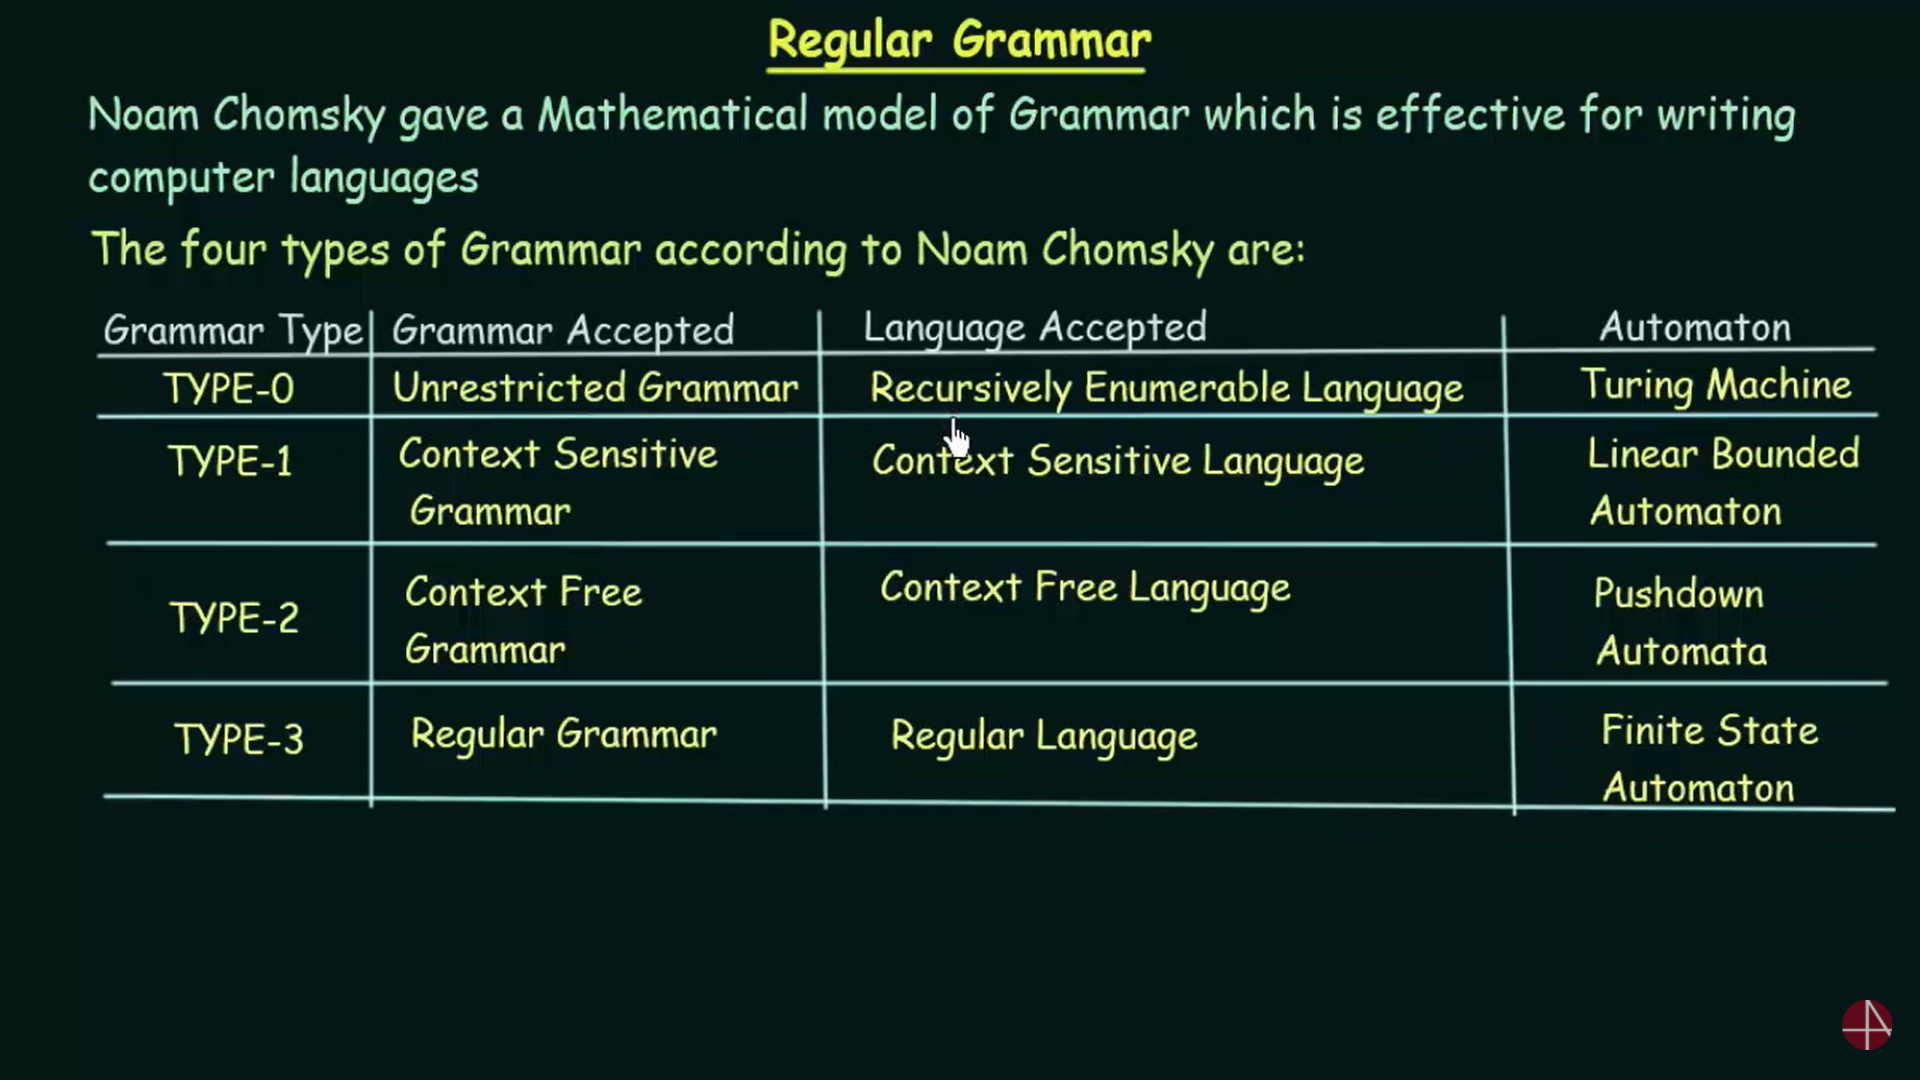 Regular Grammar
Noam Chomsky gave a Mathematical model of Grammar which is effective for writing
computer languages
The four types of Grammar according to Noam Chomsky are:
Grammar Type Grammar Accepted Language Accepted Automaton
TYPE-0 Unrestricted Grammar Recursively Enumerable Language Turing Machine
TYPE-1 Context Sensitive Context Sensitive Language Linear Bounded
Grammar Automaton
TYPE-2 Context Free Context Free Language Pushdown
Grammar Automata
TYPE-3 Regular Grammar Regular Language Finite State
Automaton